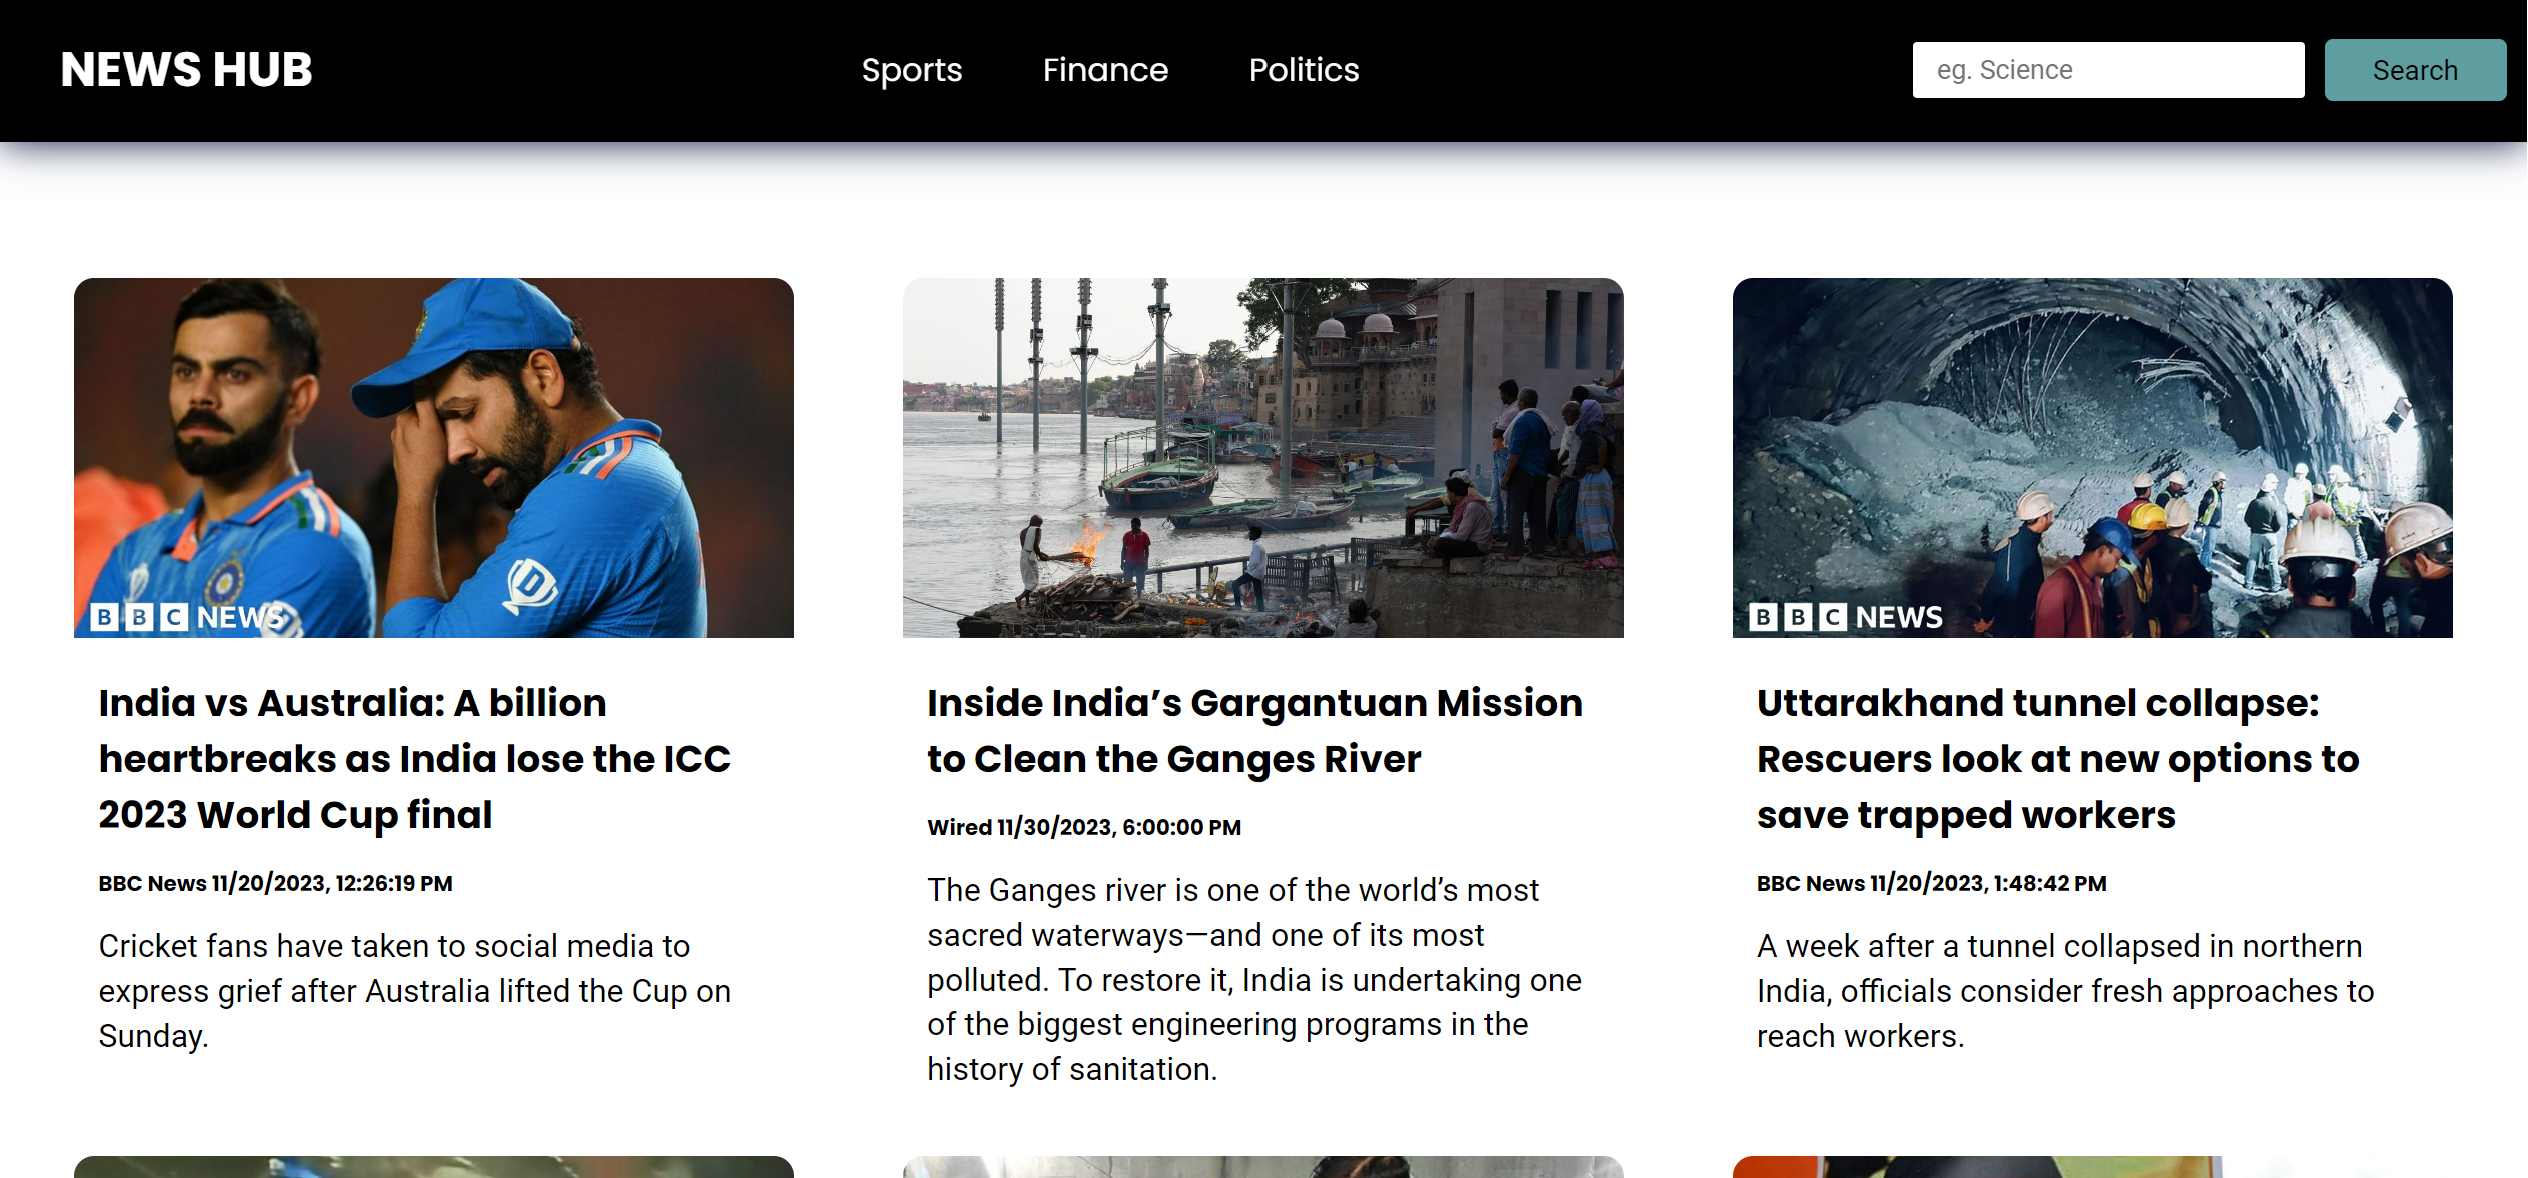 NEWS HUB
Sports
Finance
Politics
eg. Science
Search
BBC NEWS
D
India vs Australia: A billion
heartbreaks as India lose the ICC
2023 World Cup final
BBC News 11/20/2023, 12:26:19 PM
Cricket fans have taken to social media to
express grief after Australia lifted the Cup on
Sunday.
Inside India’s Gargantuan Mission
to Clean the Ganges River
Wired 11/30/2023, 6:00:00 PM
The Ganges river is one of the world’s most
sacred waterways—and one of its most
polluted. To restore it, India is undertaking one
of the biggest engineering programs in the
history of sanitation.
BBC NEWS
Uttarakhand tunnel collapse:
Rescuers look at new options to
save trapped workers
BBC News 11/20/2023, 1:48:42 PM
A week after a tunnel collapsed in northern
India, officials consider fresh approaches to
reach workers.